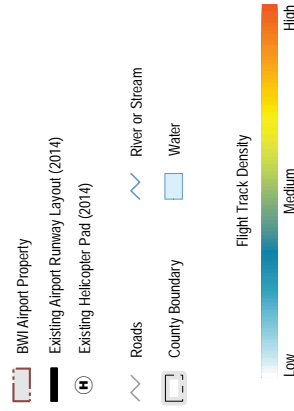 BWI Airport Property
Existing Airport Runway Layout (2014)
H Existing Helicopter Pad (2014)
Roads
River or Stream
County Boundary
Water
Flight Track Density
Low
Medium
High